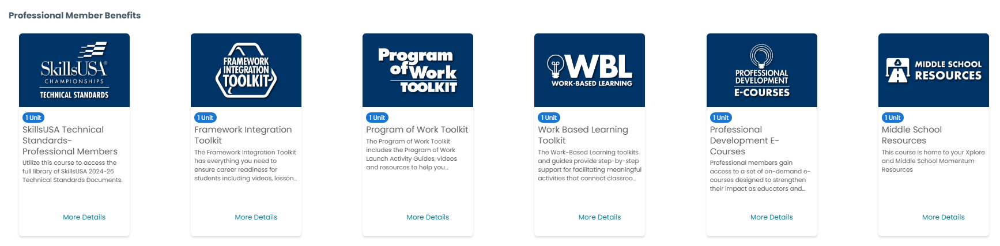 Professional Member Benefits
SkillsUSA®
CHAMPIONSHIPS
TECHNICAL STANDARDS
1 Unit
SkillsUSA Technical
Standards-
Professional Members
Utilize this course to access the
full library of SkillsUSA 2024-26
Technical Standards Documents.
More Details
FRAMEWORK
INTEGRATION
TOOLKIT
1 Unit
Framework Integration
Toolkit
The Framework Integration Toolkit
has everything you need to
ensure career readiness for
students including videos, lesson...
More Details
Program
of Work
TOOLKIT
1 Unit
Program of Work Toolkit
The Program of Work Toolkit
includes the Program of Work
Launch Activity Guides, videos
and resources to help you...
More Details
WBL
WORK-BASED LEARNING
1 Unit
Work Based Learning
Toolkit
The Work-Based Learning toolkits
and guides provide step-by-step
support for facilitating meaningful
activities that connect classroo...
More Details
PROFESSIONAL
DEVELOPMENT
E-COURSES
1 Unit
Professional
Development E-
Courses
Professional members gain
access to a set of on-demand e-
courses designed to strengthen
their impact as educators and...
More Details
MIDDLE SCHOOL
RESOURCES
1 Unit
Middle School
Resources
This course is home to your Xplore
and Middle School Momentum
Resources
More Details